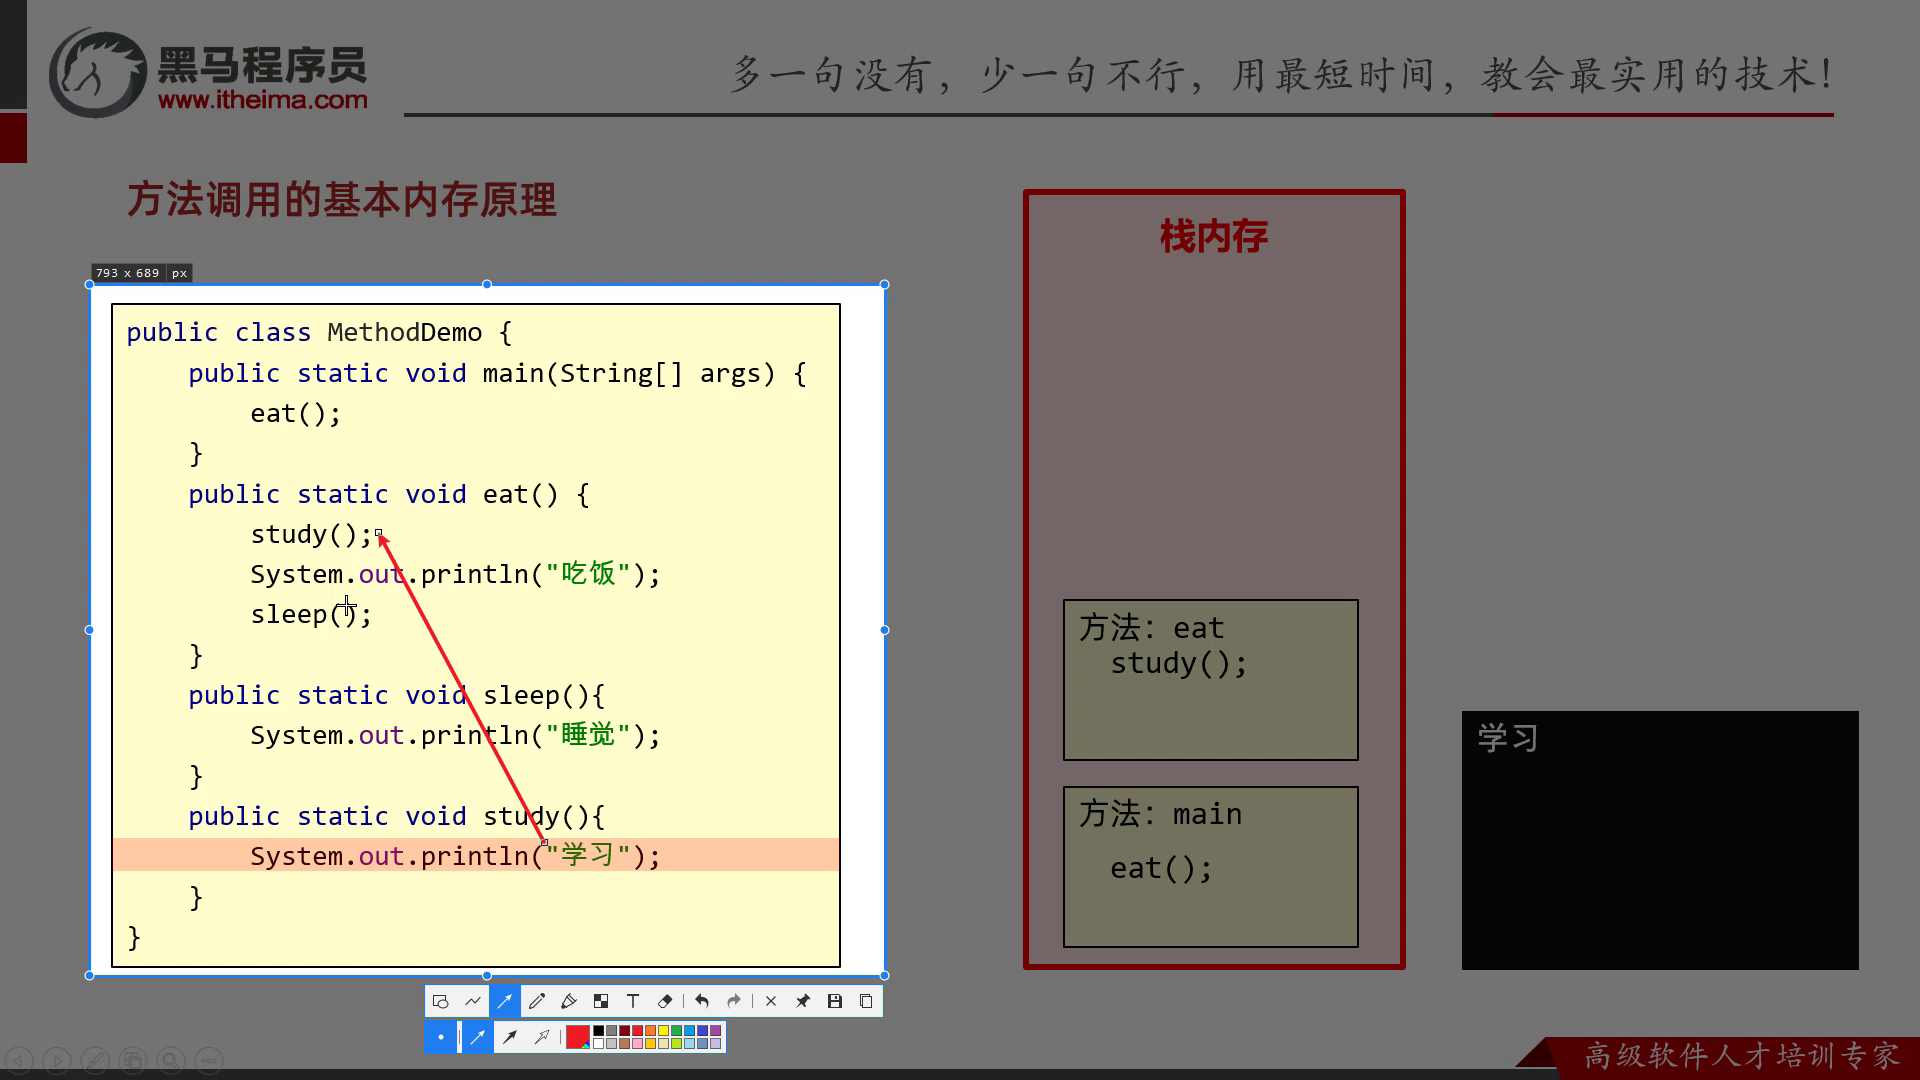 黑马程序员
www.itheima.com
多一句没有，少一句不行，用最短时间，教会最实用的技术！
方法调用的基本内存原理
793 x 689 px
public class MethodDemo {
    public static void main(String[] args) {
        eat();
    }
    public static void eat() {
        study();
        System.out.println("吃饭");
        sleep();
    }
    public static void sleep(){
        System.out.println("睡觉");
    }
    public static void study(){
        System.out.println("学习");
    }
}
栈内存
方法：eat
study();
方法：main
eat();
学习
高级软件人才培训专家